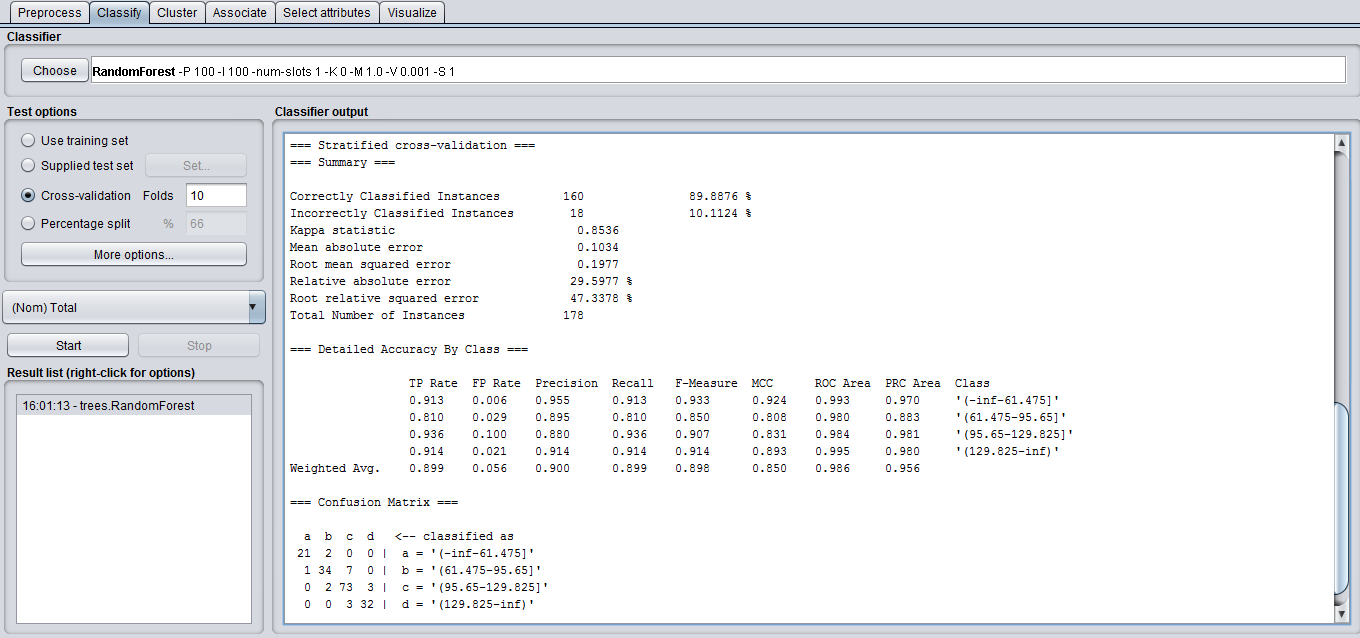 Preprocess Classify Cluster Associate Select attributes Visualize
Classifier
Choose RandomForest -P 100 -I 100 -num-slots 1 -K 0 -M 1.0 -V 0.001 -S 1
Test options
Use training set
Supplied test set Set...
Cross-validation Folds 10
Percentage split % 66
More options...
(Nom) Total
Start Stop
Result list (right-click for options)
16:01:13 - trees.RandomForest
Classifier output
=== Stratified cross-validation ===
=== Summary ===
Correctly Classified Instances 160 89.8876 %
Incorrectly Classified Instances 18 10.1124 %
Kappa statistic 0.8536
Mean absolute error 0.1034
Root mean squared error 0.1977
Relative absolute error 29.5977 %
Root relative squared error 47.3378 %
Total Number of Instances 178
=== Detailed Accuracy By Class ===
TP Rate FP Rate Precision Recall F-Measure MCC ROC Area PRC Area Class
0.913 0.006 0.955 0.913 0.933 0.924 0.993 0.970 '(-inf-61.475]'
0.810 0.029 0.895 0.810 0.850 0.808 0.980 0.883 '(61.475-95.65]'
0.936 0.100 0.880 0.936 0.907 0.831 0.984 0.981 '(95.65-129.825]'
0.914 0.021 0.914 0.914 0.914 0.893 0.995 0.980 '(129.825-inf)'
Weighted Avg. 0.899 0.056 0.900 0.899 0.898 0.850 0.986 0.956
=== Confusion Matrix ===
a b c d <-- classified as
21 2 0 0 | a = '(-inf-61.475]'
1 34 7 0 | b = '(61.475-95.65]'
0 2 73 3 | c = '(95.65-129.825]'
0 0 3 32 | d = '(129.825-inf)'